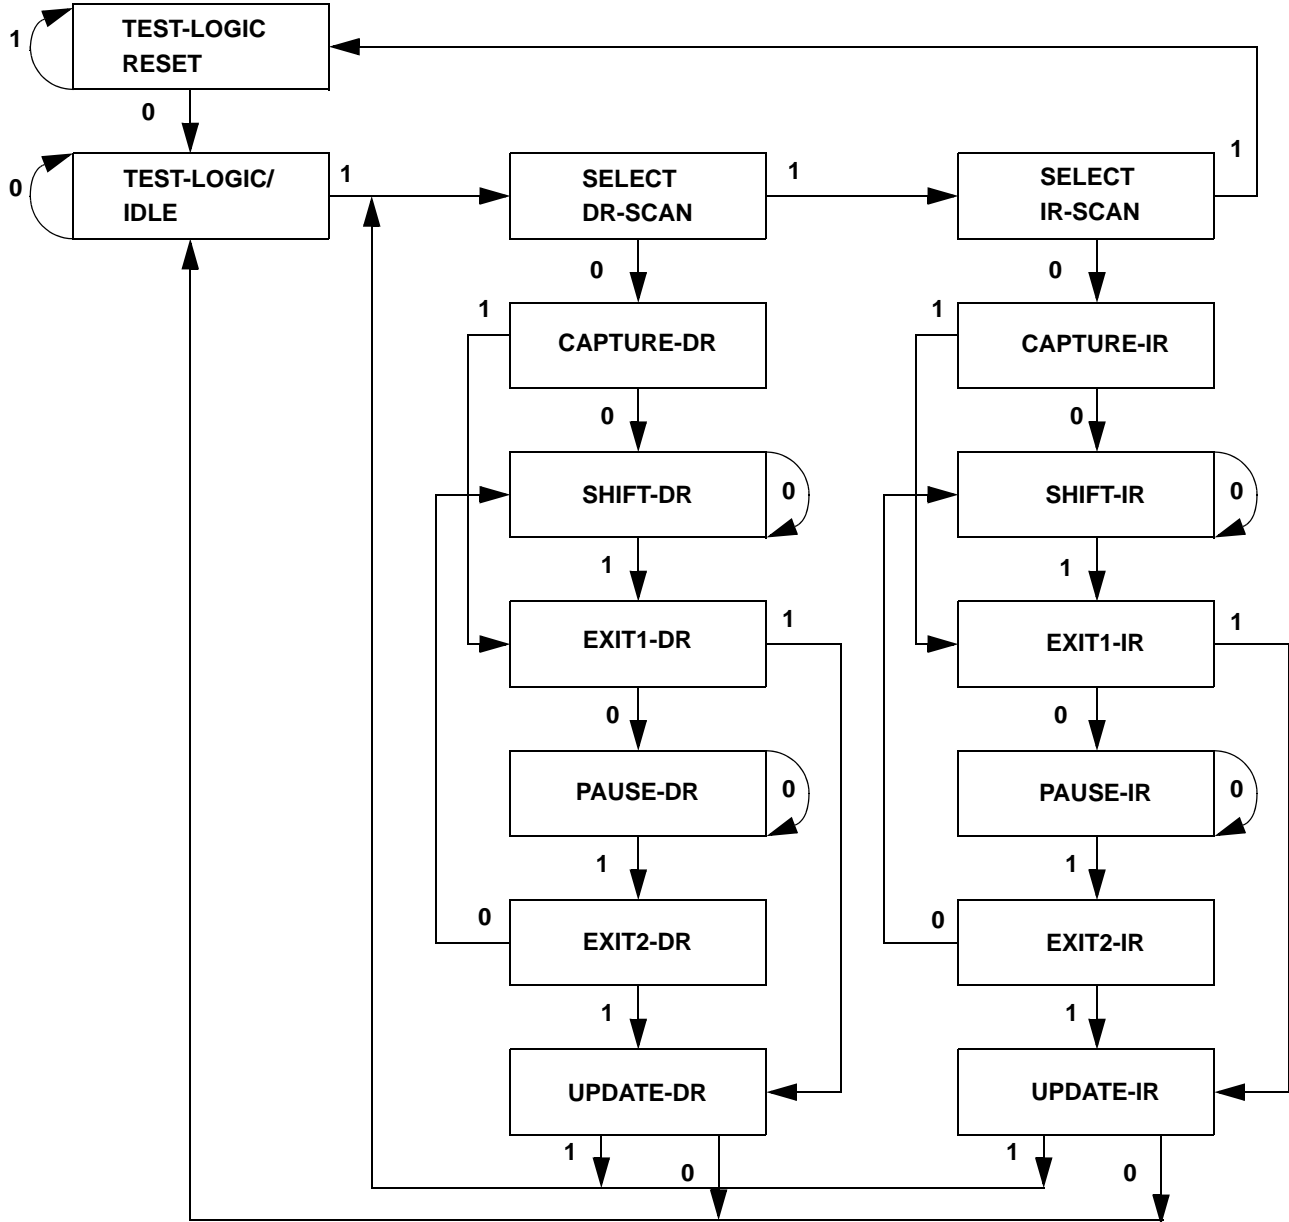 TEST-LOGIC
RESET
1
0
TEST-LOGIC/
IDLE
0
1
SELECT
DR-SCAN
1
SELECT
IR-SCAN
1
0
0
1
CAPTURE-DR
1
CAPTURE-IR
0
0
SHIFT-DR
0
SHIFT-IR
0
1
1
EXIT1-DR
1
EXIT1-IR
1
0
0
PAUSE-DR
0
PAUSE-IR
0
1
1
0
EXIT2-DR
0
EXIT2-IR
1
1
UPDATE-DR
UPDATE-IR
1
0
1
0